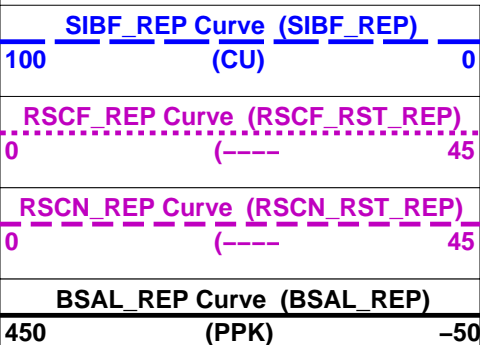 SIBF_REP Curve (SIBF_REP)
100 (CU) 0
RSCF_REP Curve (RSCF_RST_REP)
0 (---- 45
RSCN_REP Curve (RSCN_RST_REP)
0 (---- 45
BSAL_REP Curve (BSAL_REP)
450 (PPK) −50